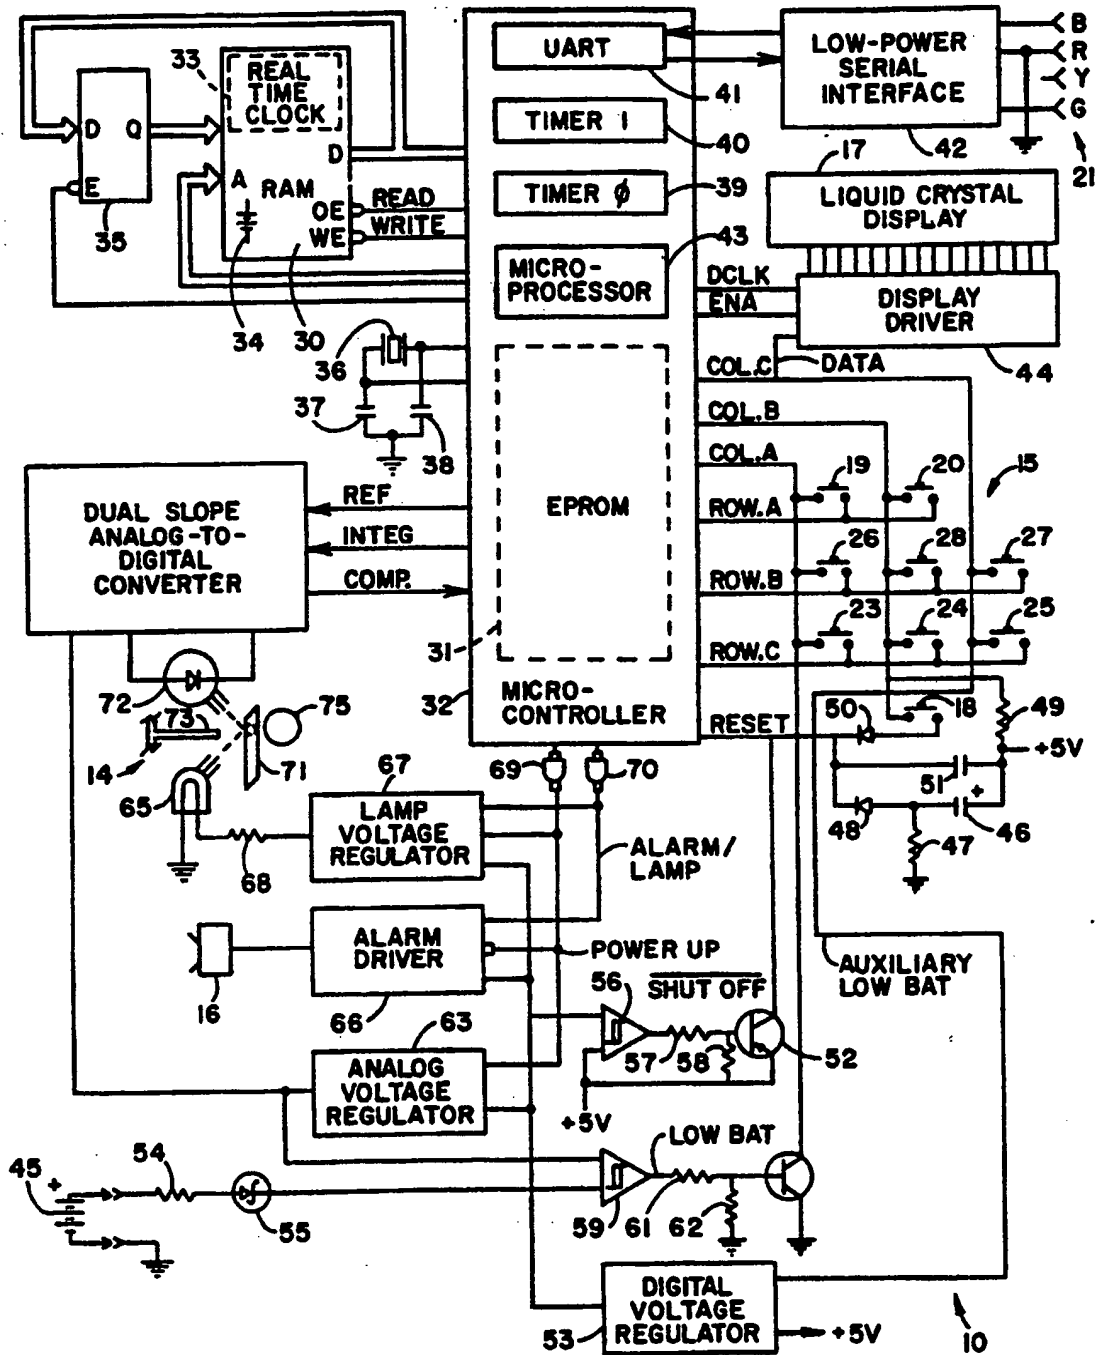 UART
41
TIMER 1
40
TIMER ϕ
39
MICRO-
PROCESSOR
43
EPROM
31
32
MICRO-
CONTROLLER
LOW-POWER
SERIAL
INTERFACE
42
B
R
Y
G
21
17
LIQUID CRYSTAL
DISPLAY
DISPLAY
DRIVER
44
DCLK
ENA
COL.C
DATA
COL.B
COL.A
ROW.A
ROW.B
ROW.C
RESET
19
20
15
26
28
27
23
24
25
18
50
49
+5V
51
+
48
47
46
33
REAL
TIME
CLOCK
D
Q
E
35
D
A
RAM
OE
WE
READ
WRITE
34
30
36
37
38
DUAL SLOPE
ANALOG-TO-
DIGITAL
CONVERTER
REF
INTEG
COMP.
72
73
75
14
71
65
68
67
LAMP
VOLTAGE
REGULATOR
69
70
ALARM/
LAMP
ALARM
DRIVER
66
16
POWER UP
63
ANALOG
VOLTAGE
REGULATOR
56
SHUT OFF
57
58
52
+5V
AUXILIARY
LOW BAT
LOW BAT
59
61
62
45
+
54
55
DIGITAL
VOLTAGE
REGULATOR
53
+5V
10